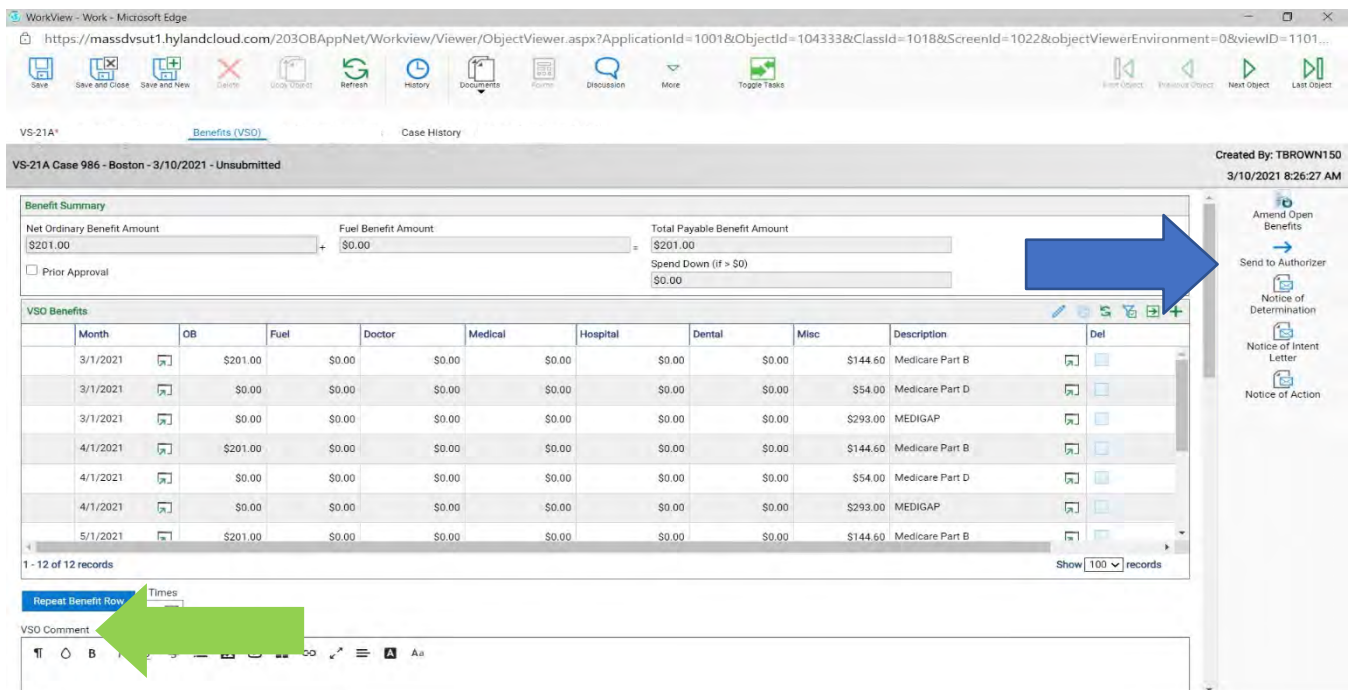 WorkView - Work - Microsoft Edge
https://massdvsut1.hylandcloud.com/203OBAppNet/Workview/Viewer/ObjectViewer.aspx?ApplicationId=1001&ObjectId=104333&ClassId=1018&ScreenId=1022&objectViewerEnvironment=0&viewID=1101...
Save Save and Close Save and New Delete Copy Object Refresh History Documents Forms Discussion More Toggle Tasks First Object Previous Object Next Object Last Object
VS-21A* Benefits (VSO) Case History
VS-21A Case 986 - Boston - 3/10/2021 - Unsubmitted
Created By: TBROWN150
3/10/2021 8:26:27 AM
Benefit Summary
Net Ordinary Benefit Amount Fuel Benefit Amount Total Payable Benefit Amount
$201.00 + $0.00 = $201.00
Prior Approval
Spend Down (if > $0)
$0.00
VSO Benefits
Month OB Fuel Doctor Medical Hospital Dental Misc Description Del
3/1/2021 $201.00 $0.00 $0.00 $0.00 $0.00 $0.00 $144.60 Medicare Part B
3/1/2021 $0.00 $0.00 $0.00 $0.00 $0.00 $0.00 $54.00 Medicare Part D
3/1/2021 $0.00 $0.00 $0.00 $0.00 $0.00 $0.00 $293.00 MEDIGAP
4/1/2021 $201.00 $0.00 $0.00 $0.00 $0.00 $0.00 $144.60 Medicare Part B
4/1/2021 $0.00 $0.00 $0.00 $0.00 $0.00 $0.00 $54.00 Medicare Part D
4/1/2021 $0.00 $0.00 $0.00 $0.00 $0.00 $0.00 $293.00 MEDIGAP
5/1/2021 $201.00 $0.00 $0.00 $0.00 $0.00 $0.00 $144.60 Medicare Part B
1 - 12 of 12 records
Show 100 records
Repeat Benefit Row Times
VSO Comment
¶ B A Aa
Amend Open
Benefits
Send to Authorizer
Notice of
Determination
Notice of Intent
Letter
Notice of Action